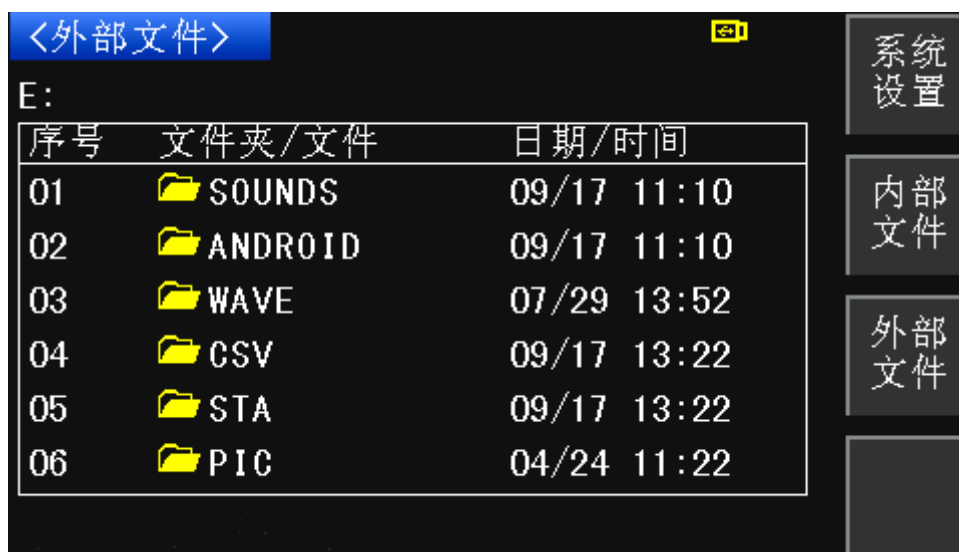 <外部文件>
E:
序号 文件夹/文件 日期/时间
01 SOUNDS 09/17 11:10
02 ANDROID 09/17 11:10
03 WAVE 07/29 13:52
04 CSV 09/17 13:22
05 STA 09/17 13:22
06 PIC 04/24 11:22
系统
设置
内部
文件
外部
文件